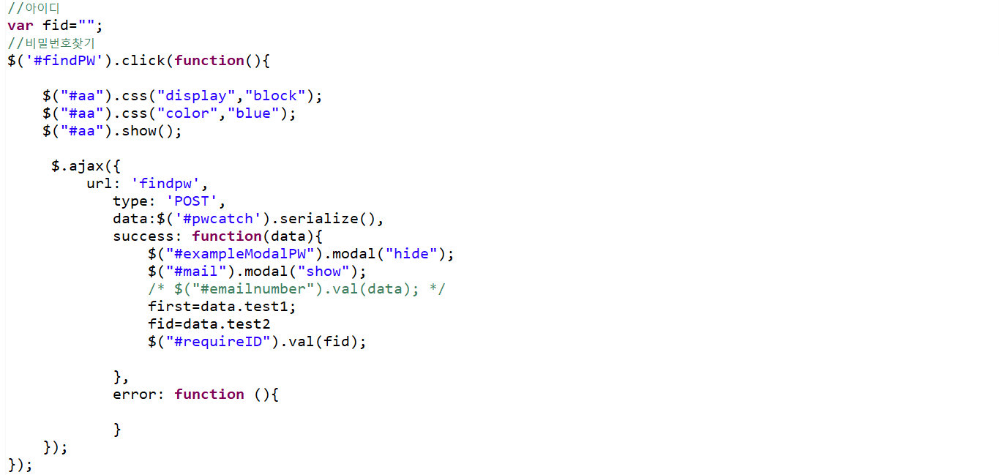 //아이디
var fid="";
//비밀번호찾기
$('#findPW').click(function(){
$("#aa").css("display","block");
$("#aa").css("color","blue");
$("#aa").show();
$.ajax({
url: 'findpw',
type: 'POST',
data:$('#pwcatch').serialize(),
success: function(data){
$("#exampleModalPW").modal("hide");
$("#mail").modal("show");
/* $("#emailnumber").val(data); */
first=data.test1;
fid=data.test2
$("#requireID").val(fid);
},
error: function (){
}
});
});